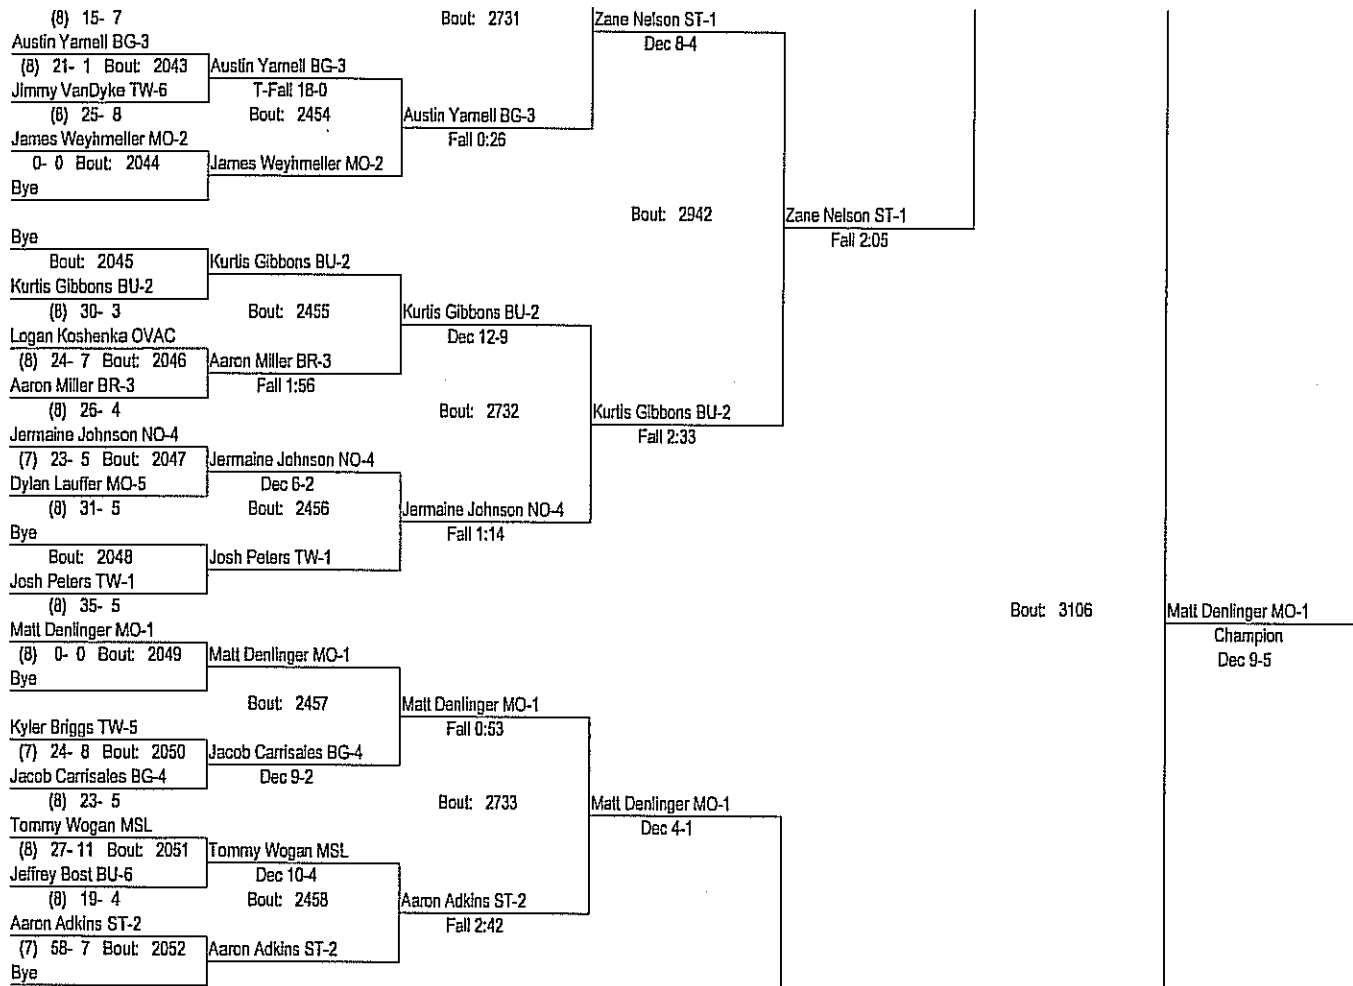 (8) 15- 7
Bout: 2731
Zane Nelson ST-1
Dec 8-4
Austin Yarnell BG-3
(8) 21- 1 Bout: 2043
Austin Yarnell BG-3
Jimmy VanDyke TW-6
T-Fall 18-0
(8) 25- 8
Bout: 2454
Austin Yarnell BG-3
James Weyhmeller MO-2
Fall 0:26
0- 0 Bout: 2044
James Weyhmeller MO-2
Bye
Bout: 2942
Zane Nelson ST-1
Fall 2:05
Bye
Bout: 2045
Kurtis Gibbons BU-2
Kurtis Gibbons BU-2
(8) 30- 3
Bout: 2455
Kurtis Gibbons BU-2
Logan Koshenka OVAC
Dec 12-9
(8) 24- 7 Bout: 2046
Aaron Miller BR-3
Aaron Miller BR-3
Fall 1:56
(8) 26- 4
Bout: 2732
Kurtis Gibbons BU-2
Fall 2:33
Jermaine Johnson NO-4
(7) 23- 5 Bout: 2047
Jermaine Johnson NO-4
Dylan Lauffer MO-5
Dec 6-2
(8) 31- 5
Bout: 2456
Jermaine Johnson NO-4
Bye
Fall 1:14
Bout: 2048
Josh Peters TW-1
Josh Peters TW-1
(8) 35- 5
Bout: 3106
Matt Denlinger MO-1
Champion
Dec 9-5
Matt Denlinger MO-1
(8) 0- 0 Bout: 2049
Matt Denlinger MO-1
Bye
Bout: 2457
Matt Denlinger MO-1
Kyler Briggs TW-5
Fall 0:53
(7) 24- 8 Bout: 2050
Jacob Carrisales BG-4
Jacob Carrisales BG-4
Dec 9-2
(8) 23- 5
Bout: 2733
Matt Denlinger MO-1
Dec 4-1
Tommy Wogan MSL
(8) 27- 11 Bout: 2051
Tommy Wogan MSL
Jeffrey Bost BU-6
Dec 10-4
(8) 19- 4
Bout: 2458
Aaron Adkins ST-2
Aaron Adkins ST-2
Fall 2:42
(7) 58- 7 Bout: 2052
Aaron Adkins ST-2
Bye